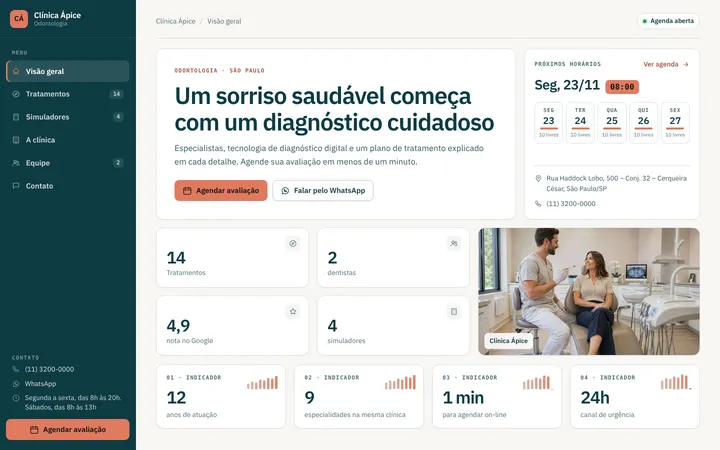 CÁ
Clínica Ápice
Odontologia
MENU
Visão geral
Tratamentos
14
Simuladores
4
A clínica
Equipe
2
Contato
CONTATO
(11) 3200-0000
WhatsApp
Segunda a sexta, das 8h às 20h.
Sábados, das 8h às 13h
Agendar avaliação
Clínica Ápice / Visão geral
Agenda aberta
ODONTOLOGIA · SÃO PAULO
Um sorriso saudável começa
com um diagnóstico cuidadoso
Especialistas, tecnologia de diagnóstico digital e um plano de tratamento explicado
em cada detalhe. Agende sua avaliação em menos de um minuto.
Agendar avaliação
Falar pelo WhatsApp
PRÓXIMOS HORÁRIOS
Ver agenda →
Seg, 23/11
08:00
SEG TER QUA QUI SEX
23 24 25 26 27
10 livres 10 livres 10 livres 10 livres 10 livres
Rua Haddock Lobo, 500 – Conj. 32 – Cerqueira
César, São Paulo/SP
(11) 3200-0000
14
Tratamentos
2
dentistas
4,9
nota no Google
4
simuladores
Clínica Ápice
01 · INDICADOR
12
anos de atuação
02 · INDICADOR
9
especialidades na mesma clínica
03 · INDICADOR
1 min
para agendar on-line
04 · INDICADOR
24h
canal de urgência